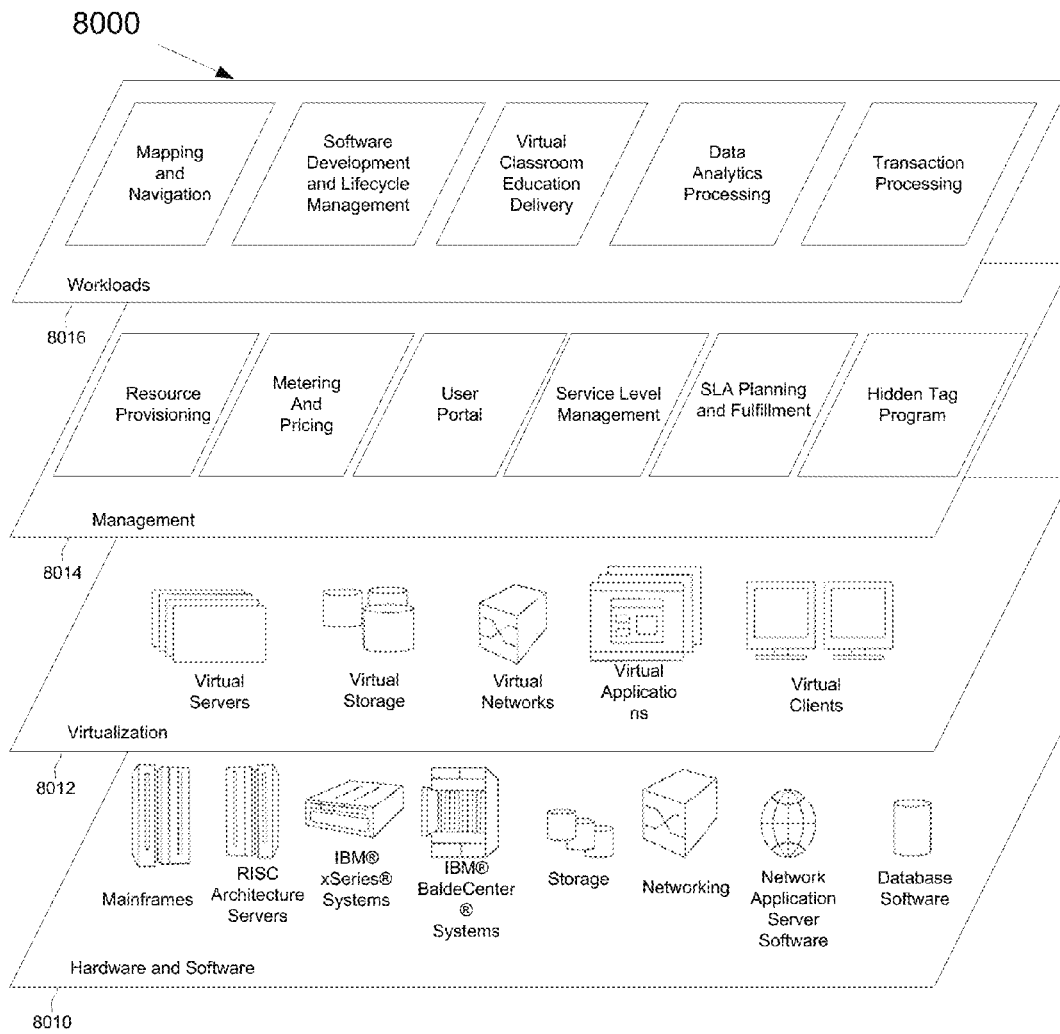 8000
Mapping
and
Navigation
Software
Development
and Lifecycle
Management
Virtual
Classroom
Education
Delivery
Data
Analytics
Processing
Transaction
Processing
Workloads
8016
Resource
Provisioning
Metering
And
Pricing
User
Portal
Service Level
Management
SLA Planning
and Fulfillment
Hidden Tag
Program
Management
8014
Virtual
Servers
Virtual
Storage
Virtual
Networks
Virtual
Applicatio
ns
Virtual
Clients
Virtualization
8012
Mainframes
RISC
Architecture
Servers
IBM®
xSeries®
Systems
IBM®
BaldeCenter
®
Systems
Storage
Networking
Network
Application
Server
Software
Database
Software
Hardware and Software
8010